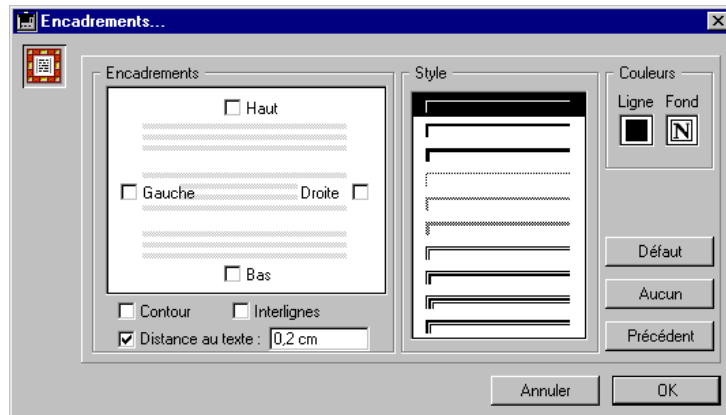 Encadrements...
Encadrements
Haut
Gauche Droite
Bas
Contour Interlignes
Distance au texte : 0,2 cm
Style
Couleurs
Ligne Fond
N
Défaut
Aucun
Précédent
Annuler OK